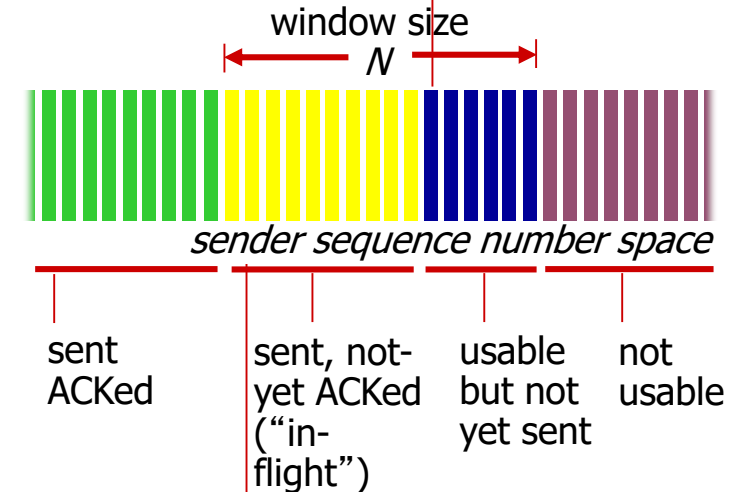 window size
N
sender sequence number space
sent
ACKed
sent, not-
yet ACKed
(“in-
flight”)
usable
but not
yet sent
not
usable